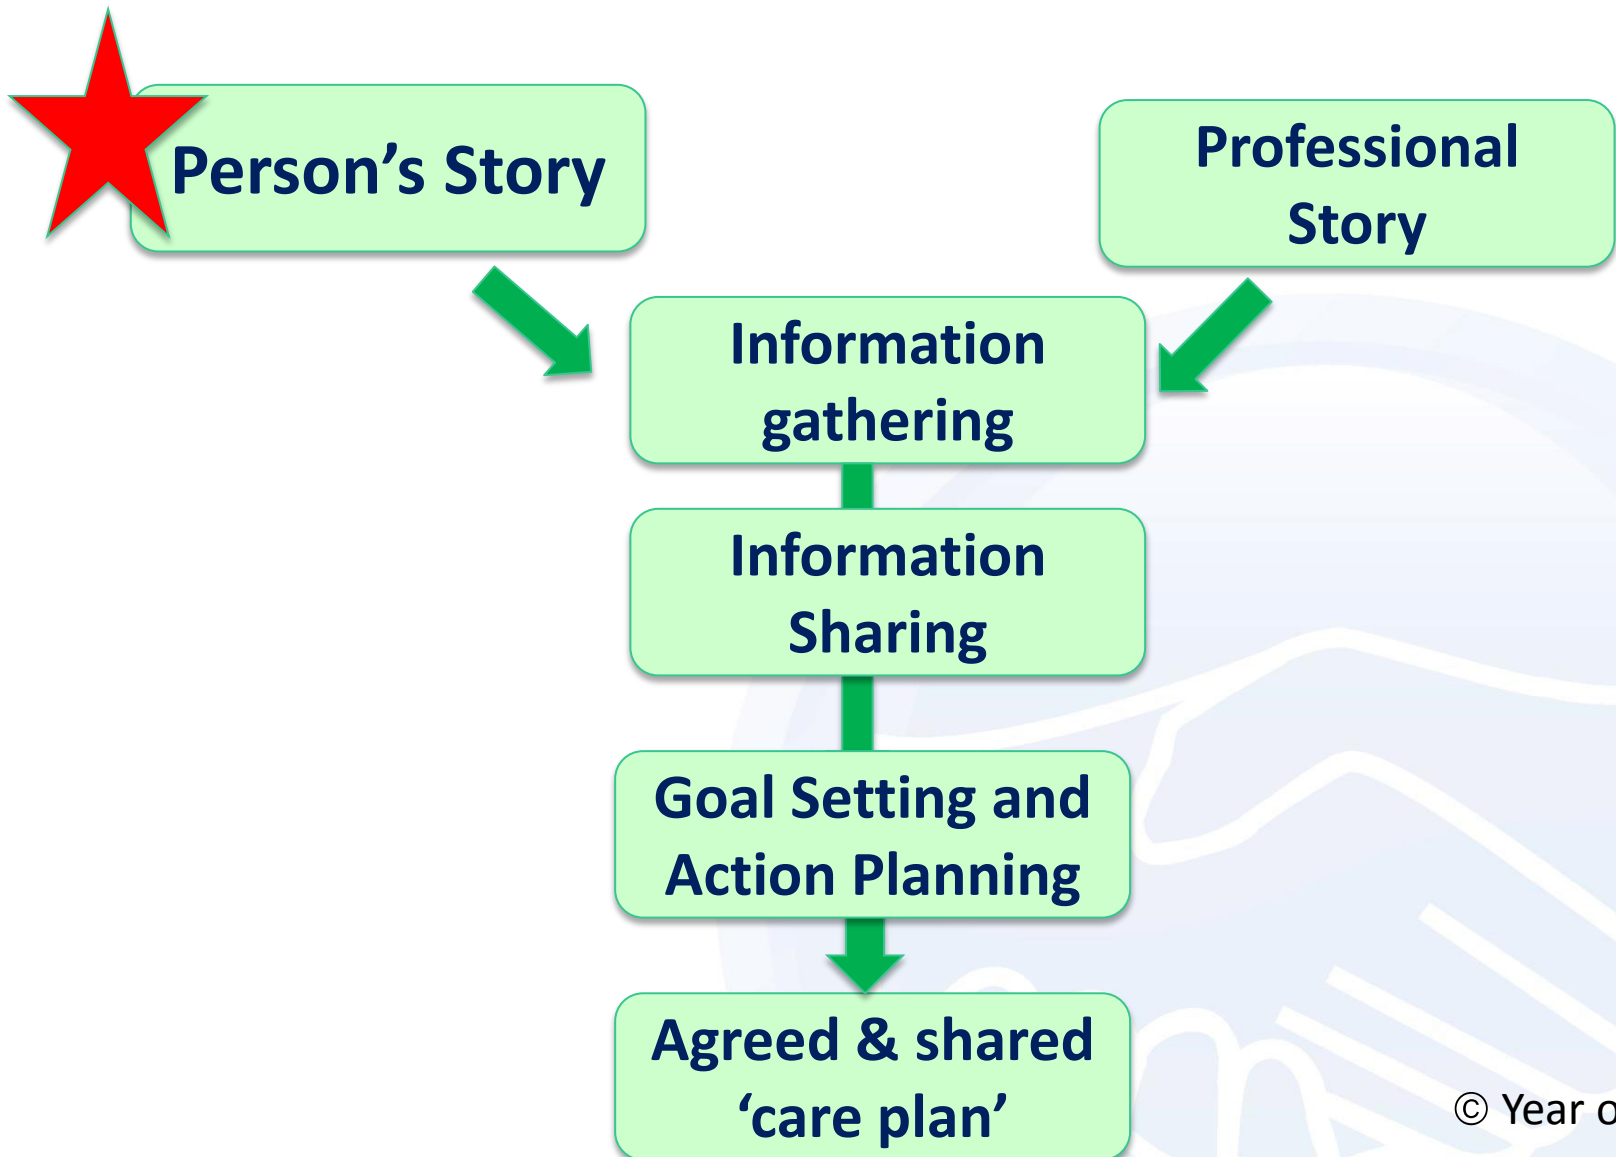 Person’s Story
Professional
Story
Information
gathering
Information
Sharing
Goal Setting and
Action Planning
Agreed & shared
‘care plan’
© Year